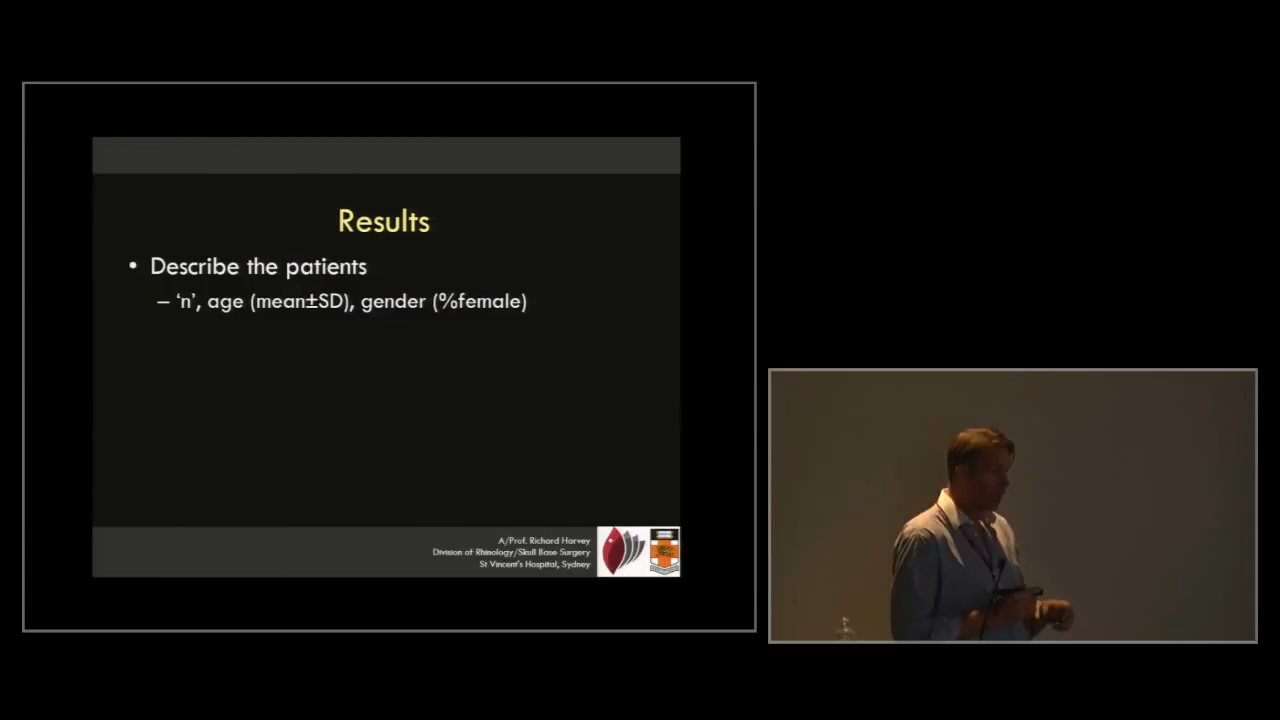 Results
• Describe the patients
– ‘n’, age (mean±SD), gender (%female)
A/Prof. Richard Harvey
Division of Rhinology/Skull Base Surgery
St Vincent's Hospital, Sydney